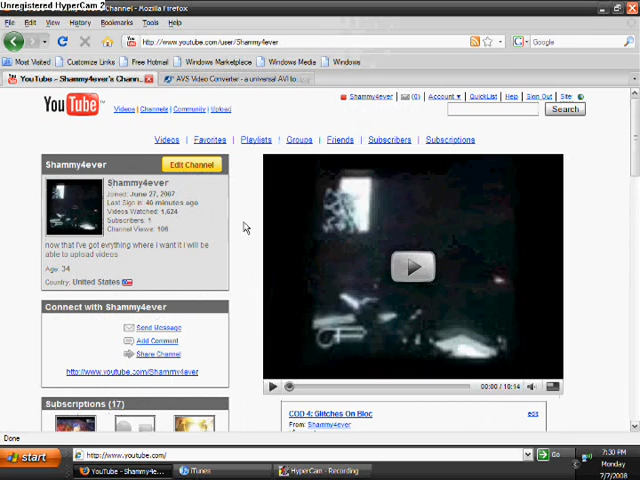 Unregistered HyperCam 2
Channel - Mozilla Firefox
File Edit View History Bookmarks Tools Help
http://www.youtube.com/user/Shammy4ever
Google
Most Visited Customize Links Free Hotmail Windows Marketplace Windows Media Windows
YouTube - Shammy4ever's Chann...
AVS Video Converter - a universal AVI to...
YouTube
Videos | Channels | Community | Upload
Shammy4ever (0) Account QuickList Help Sign Out Site
Search
Videos Favorites Playlists Groups Friends Subscribers Subscriptions
Shammy4ever
Edit Channel
Shammy4ever
Joined: June 27, 2007
Last Sign In: 40 minutes ago
Videos Watched: 1,624
Subscribers: 1
Channel Views: 106
now that i've got evrything where I want it i will be
able to upload videos
Age: 34
Country: United States
Connect with Shammy4ever
Send Message
Add Comment
Share Channel
http://www.youtube.com/Shammy4ever
Subscriptions (17)
00:00 / 10:14
COD 4: Glitches On Bloc
From: Shammy4ever
Done
start
http://www.youtube.com/
Go
YouTube - Shammy4e...
iTunes
HyperCam - Recording
7:30 PM
Monday
7/7/2008